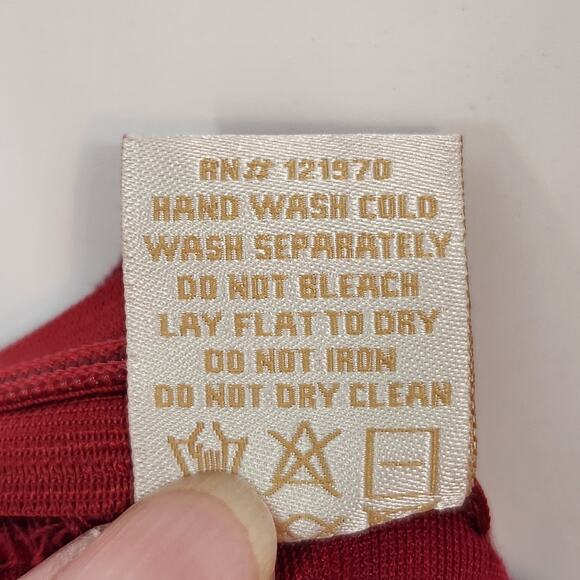 RN# 121970
HAND WASH COLD
WASH SEPARATELY
DO NOT BLEACH
LAY FLAT TO DRY
DO NOT IRON
DO NOT DRY CLEAN